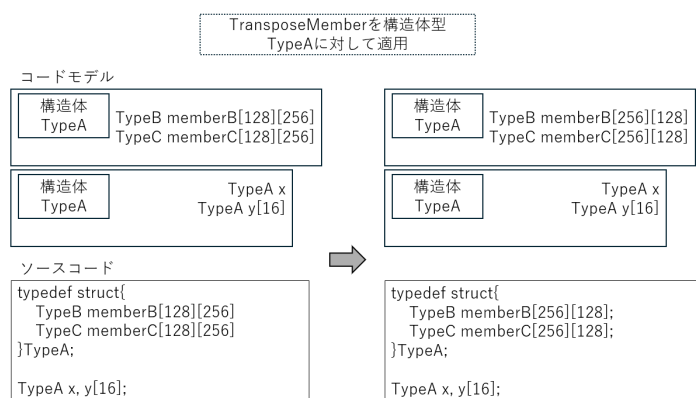 TransposeMemberを構造体型
TypeAに対して適用
コードモデル
構造体
TypeA
TypeB memberB[128][256]
TypeC memberC[128][256]
構造体
TypeA
TypeA x
TypeA y[16]
ソースコード
typedef struct{
TypeB memberB[128][256]
TypeC memberC[128][256]
}TypeA;
TypeA x, y[16];
構造体
TypeA
TypeB memberB[256][128]
TypeC memberC[256][128]
構造体
TypeA
TypeA x
TypeA y[16]
typedef struct{
TypeB memberB[256][128];
TypeC memberC[256][128];
}TypeA;
TypeA x, y[16];